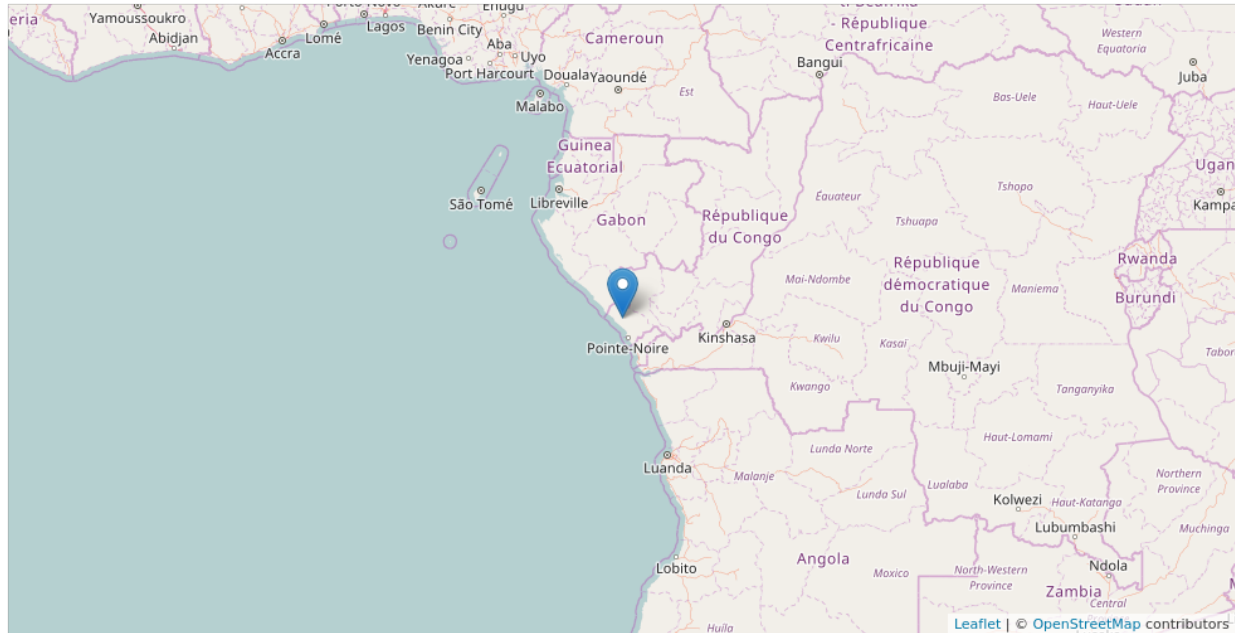 Yamoussoukro
Abidjan
Accra
Lomé
Lagos
Benin City
Enugu
Aba
Uyo
Yenagoa
Port Harcourt
Douala
Yaoundé
Malabo
Cameroun
Est
- République
Centrafricaine
Bangui
Western
Equatoria
Juba
Bas-Uele
Haut-Uele
Guinea
Ecuatorial
São Tomé
Libreville
Gabon
République
du Congo
Équateur
Tshopo
Tshuapa
Ugan
Kampa
Rwanda
Burundi
Mai-Ndombe
République
démocratique
du Congo
Maniema
Pointe-Noire
Kinshasa
Kwilu
Kasai
Tabor
Mbuji-Mayi
Kwango
Tanganyika
Haut-Lomami
Lunda Norte
Luanda
Malanje
Lunda Sul
Lualaba
Northern
Province
Kolwezi
Haut-Katanga
Lubumbashi
Muchinga
Lobito
Angola
Moxico
North-Western
Province
Ndola
Zambia
Central
Huíla
Leaflet | © OpenStreetMap contributors